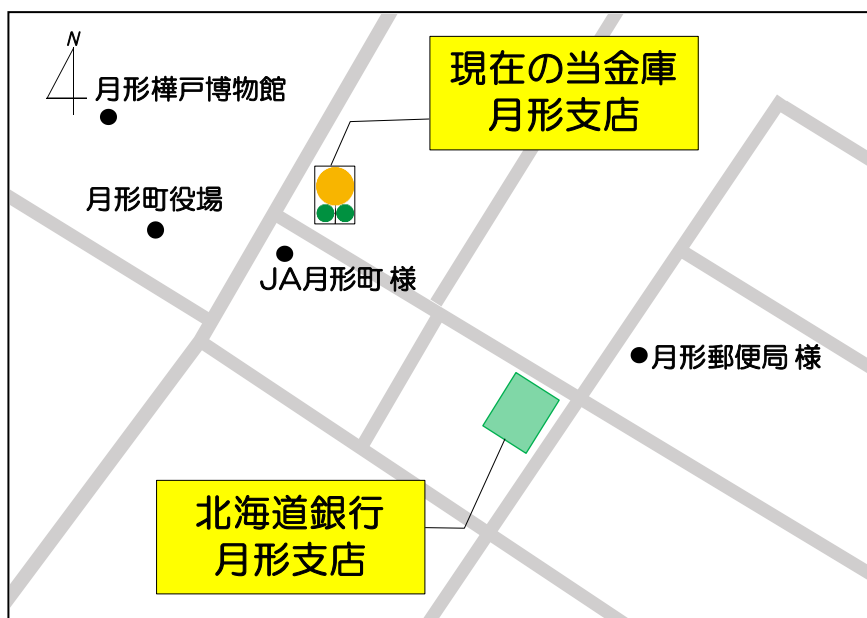 N
月形樺戸博物館
現在の当金庫
月形支店
月形町役場
JA月形町 様
月形郵便局 様
北海道銀行
月形支店